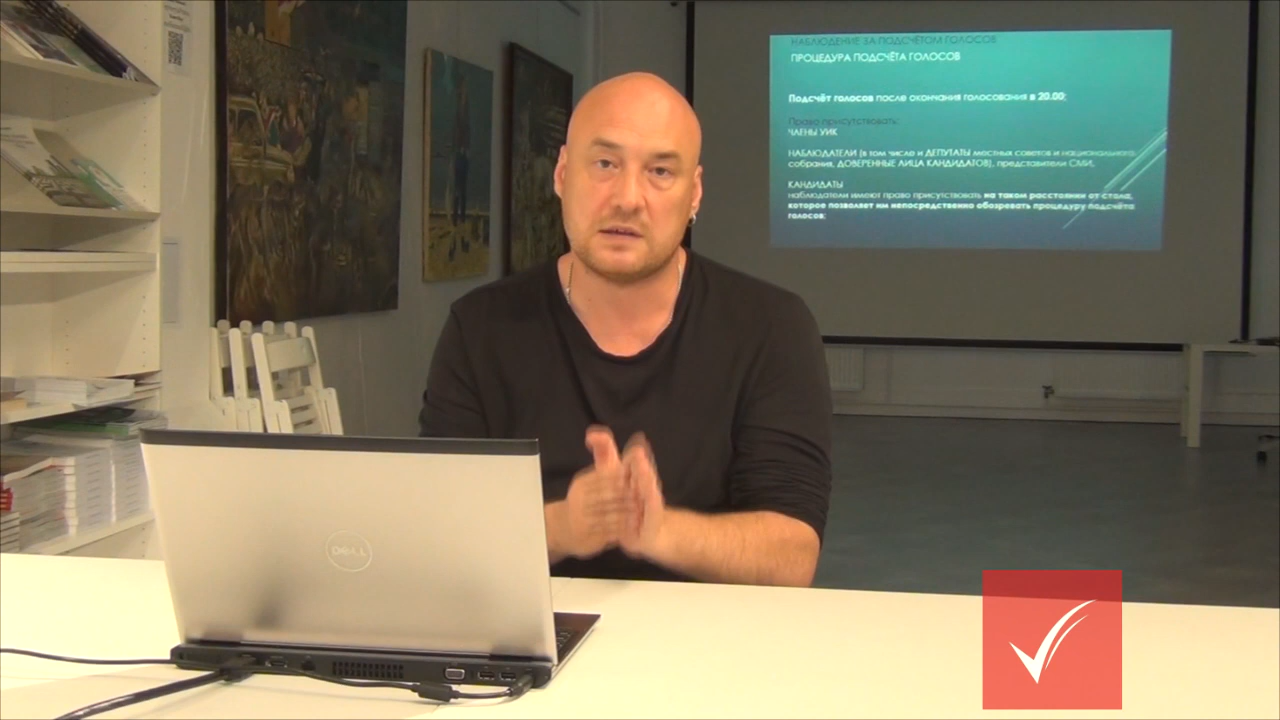 НАБЛЮДЕНИЕ ЗА ПОДСЧЁТОМ ГОЛОСОВ
ПРОЦЕДУРА ПОДСЧЁТА ГОЛОСОВ
Подсчёт голосов после окончания голосования в 20.00;
Право присутствовать:
ЧЛЕНЫ УИК
НАБЛЮДАТЕЛИ (в том числе и ДЕПУТАТЫ местных советов и национального
собрания, ДОВЕРЕННЫЕ ЛИЦА КАНДИДАТОВ), представители СМИ,
КАНДИДАТЫ
наблюдатели имеют право присутствовать на таком расстоянии от стола,
которое позволяет им непосредственно обозревать процедуру подсчёта
голосов;
DELL